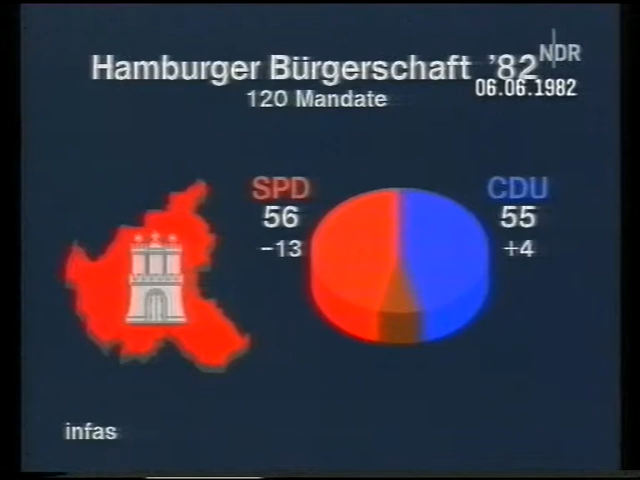 Hamburger Bürgerschaft '82
NDR
06.06.1982
120 Mandate
SPD
56
-13
CDU
55
+4
infas